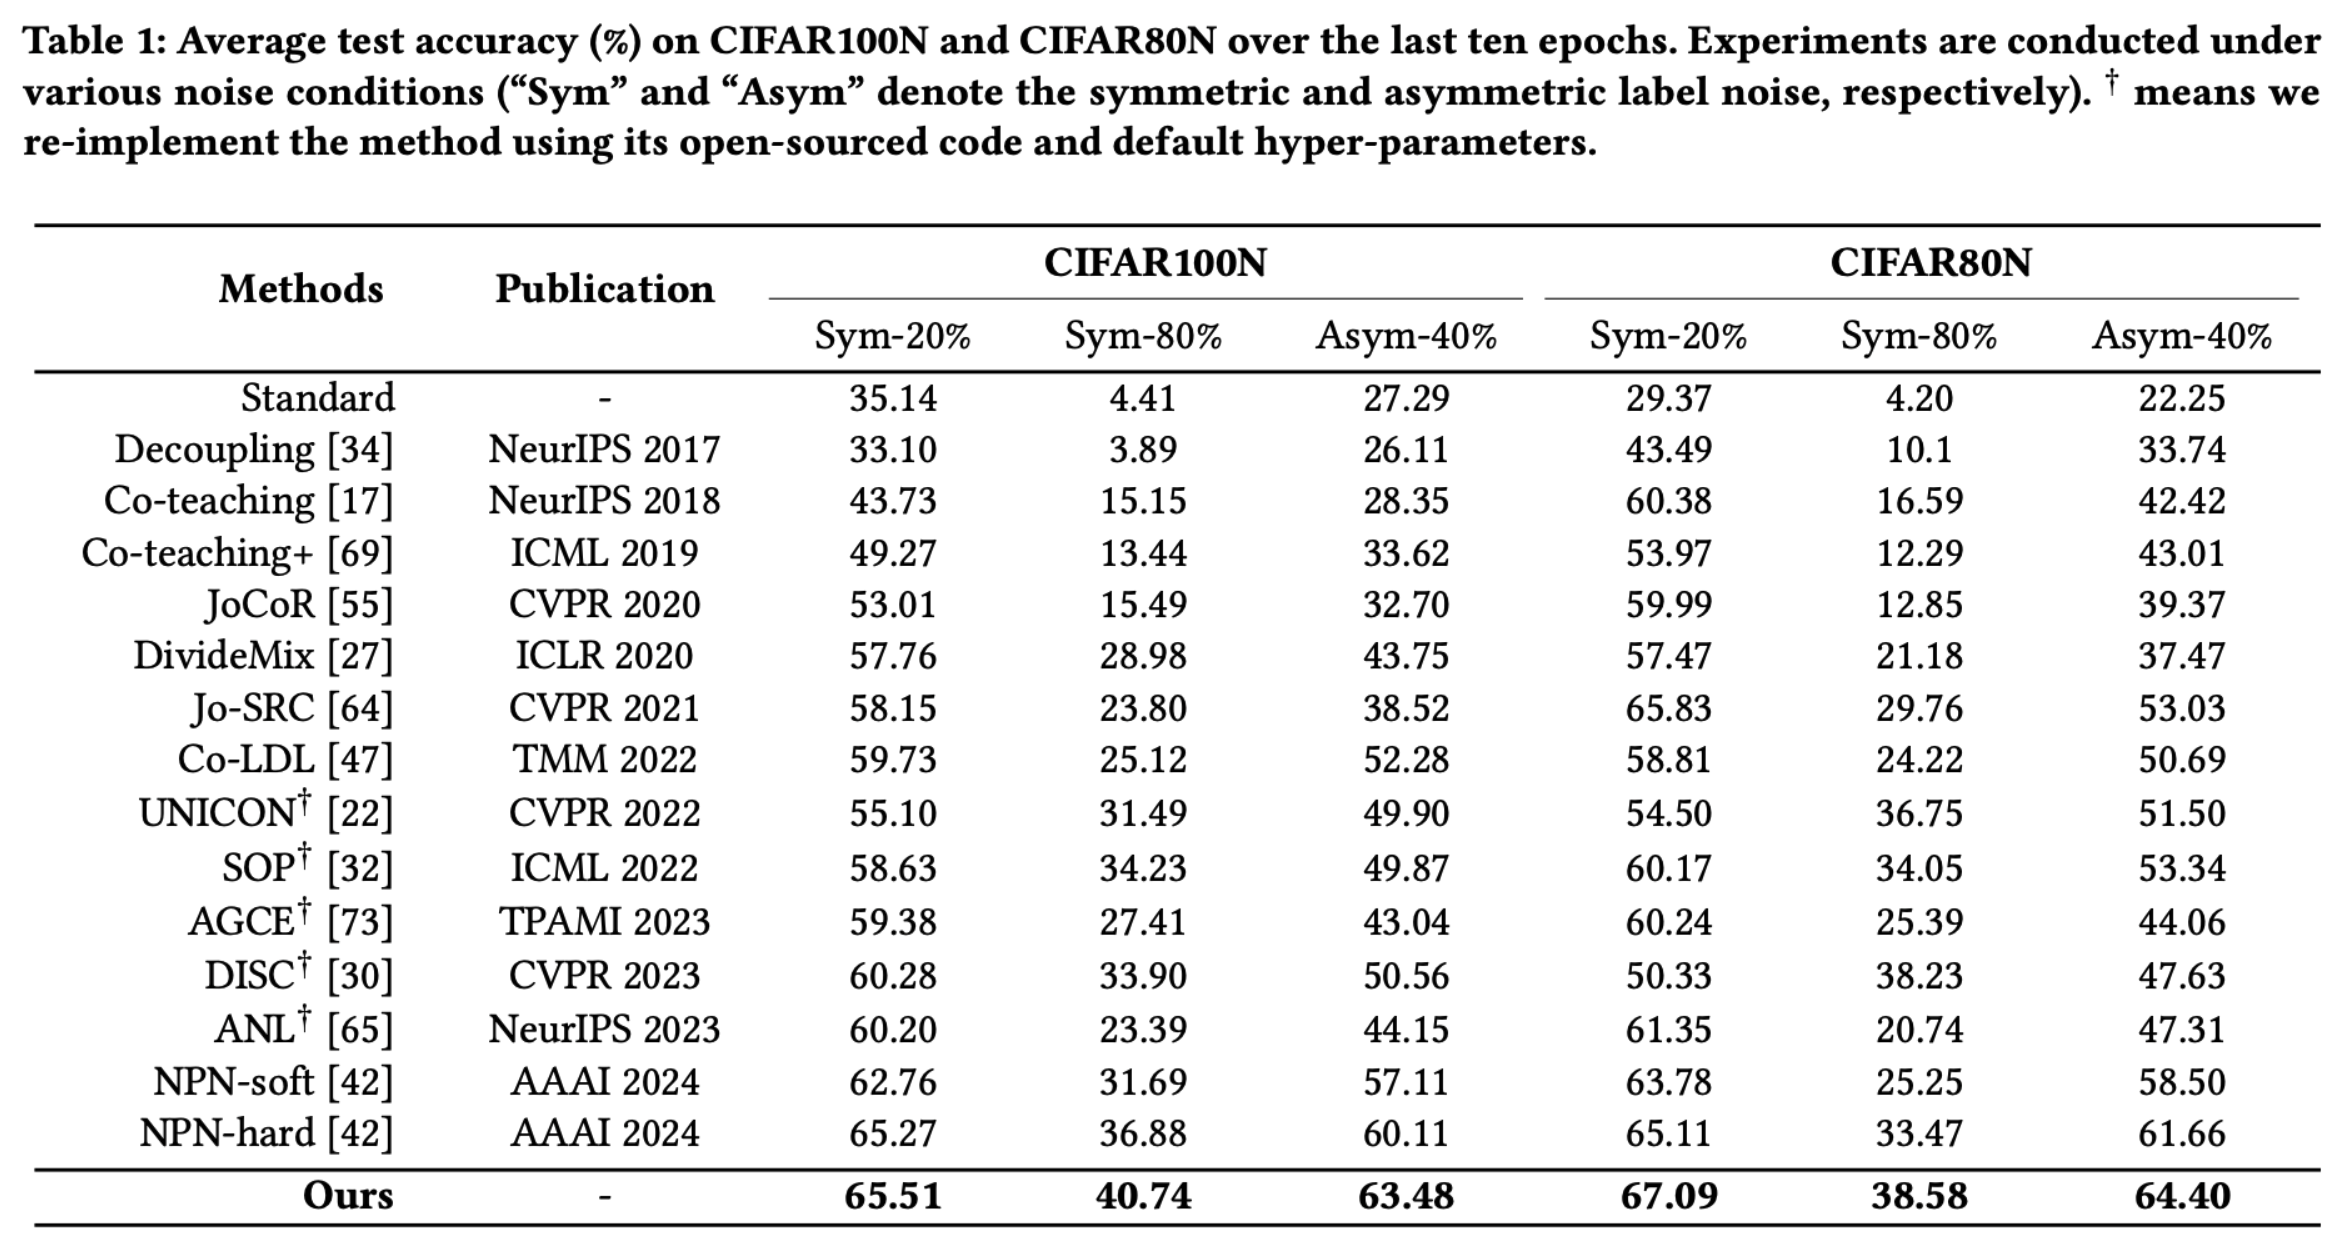 Table 1: Average test accuracy (%) on CIFAR100N and CIFAR80N over the last ten epochs. Experiments are conducted under
various noise conditions (“Sym” and “Asym” denote the symmetric and asymmetric label noise, respectively). † means we
re-implement the method using its open-sourced code and default hyper-parameters.
Methods Publication CIFAR100N CIFAR80N
Sym-20% Sym-80% Asym-40% Sym-20% Sym-80% Asym-40%
Standard - 35.14 4.41 27.29 29.37 4.20 22.25
Decoupling [34] NeurIPS 2017 33.10 3.89 26.11 43.49 10.1 33.74
Co-teaching [17] NeurIPS 2018 43.73 15.15 28.35 60.38 16.59 42.42
Co-teaching+ [69] ICML 2019 49.27 13.44 33.62 53.97 12.29 43.01
JoCoR [55] CVPR 2020 53.01 15.49 32.70 59.99 12.85 39.37
DivideMix [27] ICLR 2020 57.76 28.98 43.75 57.47 21.18 37.47
Jo-SRC [64] CVPR 2021 58.15 23.80 38.52 65.83 29.76 53.03
Co-LDL [47] TMM 2022 59.73 25.12 52.28 58.81 24.22 50.69
UNICON† [22] CVPR 2022 55.10 31.49 49.90 54.50 36.75 51.50
SOP† [32] ICML 2022 58.63 34.23 49.87 60.17 34.05 53.34
AGCE† [73] TPAMI 2023 59.38 27.41 43.04 60.24 25.39 44.06
DISC† [30] CVPR 2023 60.28 33.90 50.56 50.33 38.23 47.63
ANL† [65] NeurIPS 2023 60.20 23.39 44.15 61.35 20.74 47.31
NPN-soft [42] AAAI 2024 62.76 31.69 57.11 63.78 25.25 58.50
NPN-hard [42] AAAI 2024 65.27 36.88 60.11 65.11 33.47 61.66
Ours - 65.51 40.74 63.48 67.09 38.58 64.40